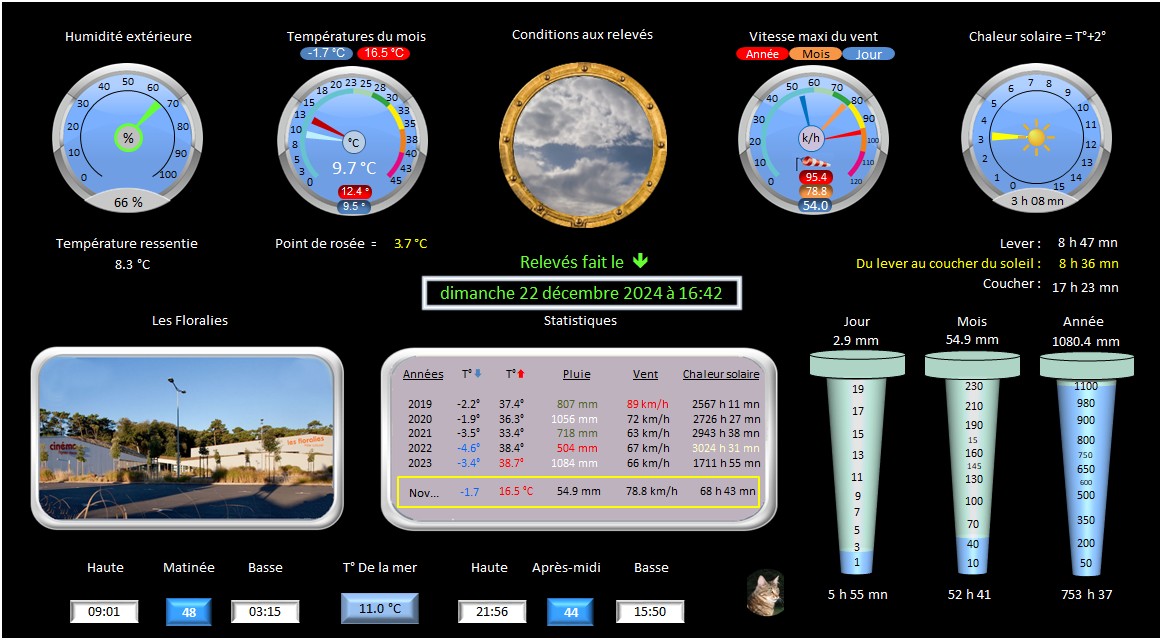 Humidité extérieure
Températures du mois
-1.7 °C 16.5 °C
Conditions aux relevés
Vitesse maxi du vent
Année Mois Jour
Chaleur solaire = T°+2°
0 10 20 30 40 50 60 70 80 90 100
%
66 %
0 3 5 8 10 13 15 18 20 23 25 28 30 33 35 38 40 43 45
°C
9.7 °C
12.4 °
9.5 °
0 10 20 30 40 50 60 70 80 90 100 110 120
k/h
95.4
78.8
54.0
0 1 2 3 4 5 6 7 8 9 10 11 12 13 14 15
3 h 08 mn
Température ressentie
8.3 °C
Point de rosée = 3.7 °C
Lever : 8 h 47 mn
Du lever au coucher du soleil : 8 h 36 mn
Coucher : 17 h 23 mn
Relevés fait le
dimanche 22 décembre 2024 à 16:42
Les Floralies
cinéma
les floralies
Statistiques
Années T° T° Pluie Vent Chaleur solaire
2019 -2.2° 37.4° 807 mm 89 km/h 2567 h 11 mn
2020 -1.9° 36.3° 1056 mm 72 km/h 2726 h 27 mn
2021 -3.5° 33.4° 718 mm 63 km/h 2943 h 38 mn
2022 -4.6° 38.4° 504 mm 67 km/h 3024 h 31 mn
2023 -3.4° 38.7° 1084 mm 66 km/h 1711 h 55 mn
Nov... -1.7 16.5 °C 54.9 mm 78.8 km/h 68 h 43 mn
Jour
2.9 mm
19
17
15
13
11
9
7
5
3
1
5 h 55 mn
Mois
54.9 mm
230
210
190
15
160
145
130
100
70
40
10
52 h 41
Année
1080.4 mm
1100
980
900
800
750
650
600
500
350
200
50
753 h 37
Haute Matinée Basse T° De la mer Haute Après-midi Basse
09:01 48 03:15 11.0 °C 21:56 44 15:50